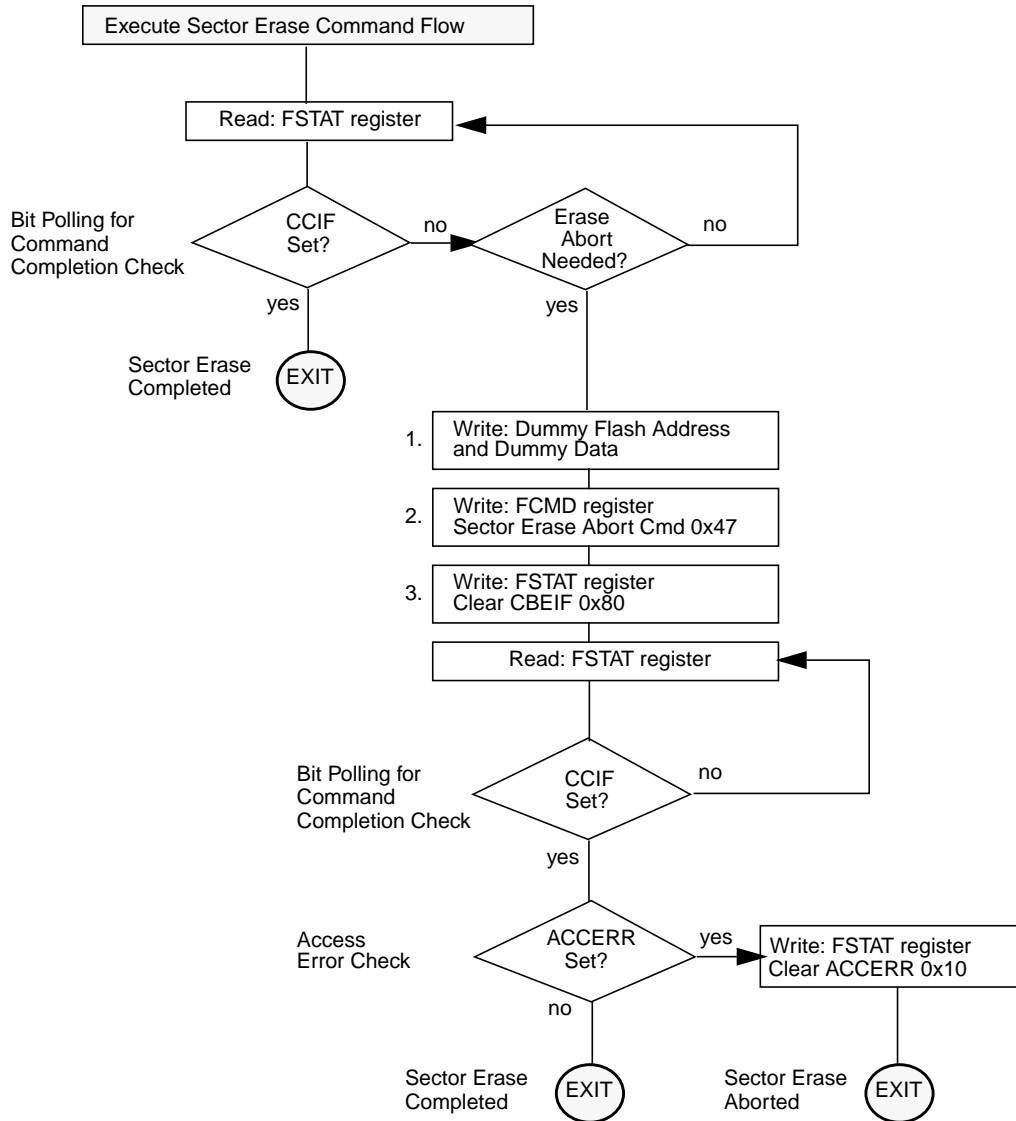 Execute Sector Erase Command Flow
Read: FSTAT register
Bit Polling for
Command
Completion Check
CCIF
Set?
no
Erase
Abort
Needed?
no
yes
yes
Sector Erase
Completed
EXIT
1.
Write: Dummy Flash Address
and Dummy Data
2.
Write: FCMD register
Sector Erase Abort Cmd 0x47
3.
Write: FSTAT register
Clear CBEIF 0x80
Read: FSTAT register
Bit Polling for
Command
Completion Check
CCIF
Set?
no
yes
Access
Error Check
ACCERR
Set?
yes
Write: FSTAT register
Clear ACCERR 0x10
no
Sector Erase
Completed
EXIT
Sector Erase
Aborted
EXIT